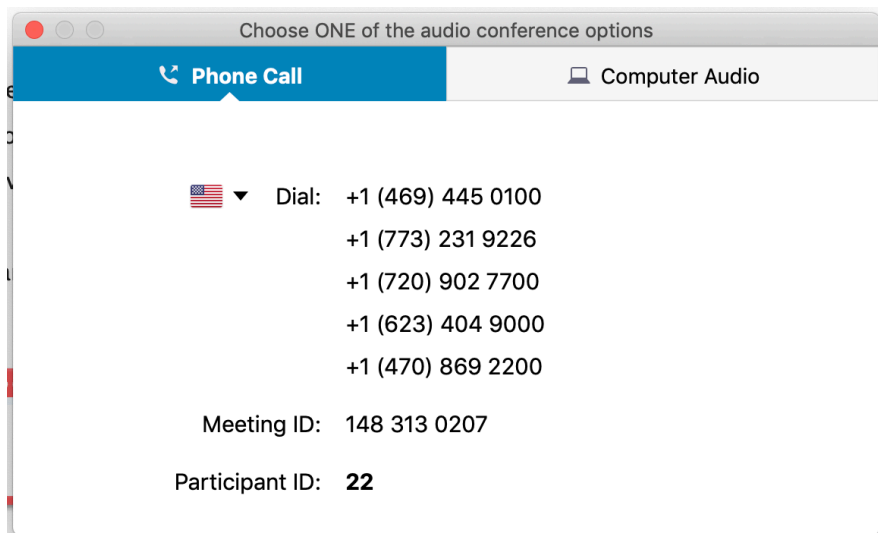 Choose ONE of the audio conference options
Phone Call Computer Audio
Dial: +1 (469) 445 0100
+1 (773) 231 9226
+1 (720) 902 7700
+1 (623) 404 9000
+1 (470) 869 2200
Meeting ID: 148 313 0207
Participant ID: 22